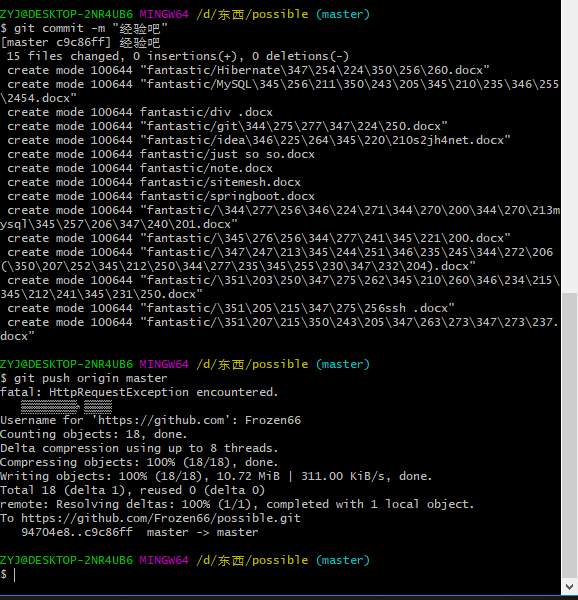 ZYJ@DESKTOP-2NR4UB6 MINGW64 /d/东西/possible (master)
$ git commit -m "经验吧"
[master c9c86ff] 经验吧
 15 files changed, 0 insertions(+), 0 deletions(-)
 create mode 100644 "fantastic/Hibernate\347\254\224\350\256\260.docx"
 create mode 100644 "fantastic/MySQL\345\256\211\350\243\205\345\210\235\346\255
\2454.docx"
 create mode 100644 fantastic/div .docx
 create mode 100644 "fantastic/git\344\275\277\347\224\250.docx"
 create mode 100644 "fantastic/idea\346\225\264\345\220\210s2jh4net.docx"
 create mode 100644 fantastic/just so so.docx
 create mode 100644 fantastic/note.docx
 create mode 100644 fantastic/sitemesh.docx
 create mode 100644 fantastic/springboot.docx
 create mode 100644 "fantastic/\344\277\256\346\224\271\344\270\200\344\270\213m
ysql\345\257\206\347\240\201.docx"
 create mode 100644 "fantastic/\345\276\256\344\277\241\345\221\200.docx"
 create mode 100644 "fantastic/\347\247\213\345\244\251\346\235\245\344\272\206
(\350\207\252\345\212\250\344\277\235\345\255\230\347\232\204).docx"
 create mode 100644 "fantastic/\351\203\250\347\275\262\345\210\260\346\234\215\
345\212\241\345\231\250.docx"
 create mode 100644 "fantastic/\351\205\215\347\275\256ssh .docx"
 create mode 100644 "fantastic/\351\207\215\350\243\205\347\263\273\347\273\237.
docx"
ZYJ@DESKTOP-2NR4UB6 MINGW64 /d/东西/possible (master)
$ git push origin master
fatal: HttpRequestException encountered.
Username for 'https://github.com': Frozen66
Counting objects: 18, done.
Delta compression using up to 8 threads.
Compressing objects: 100% (18/18), done.
Writing objects: 100% (18/18), 10.72 MiB | 311.00 KiB/s, done.
Total 18 (delta 1), reused 0 (delta 0)
remote: Resolving deltas: 100% (1/1), completed with 1 local object.
To https://github.com/Frozen66/possible.git
   94704e8..c9c86ff  master -> master
ZYJ@DESKTOP-2NR4UB6 MINGW64 /d/东西/possible (master)
$